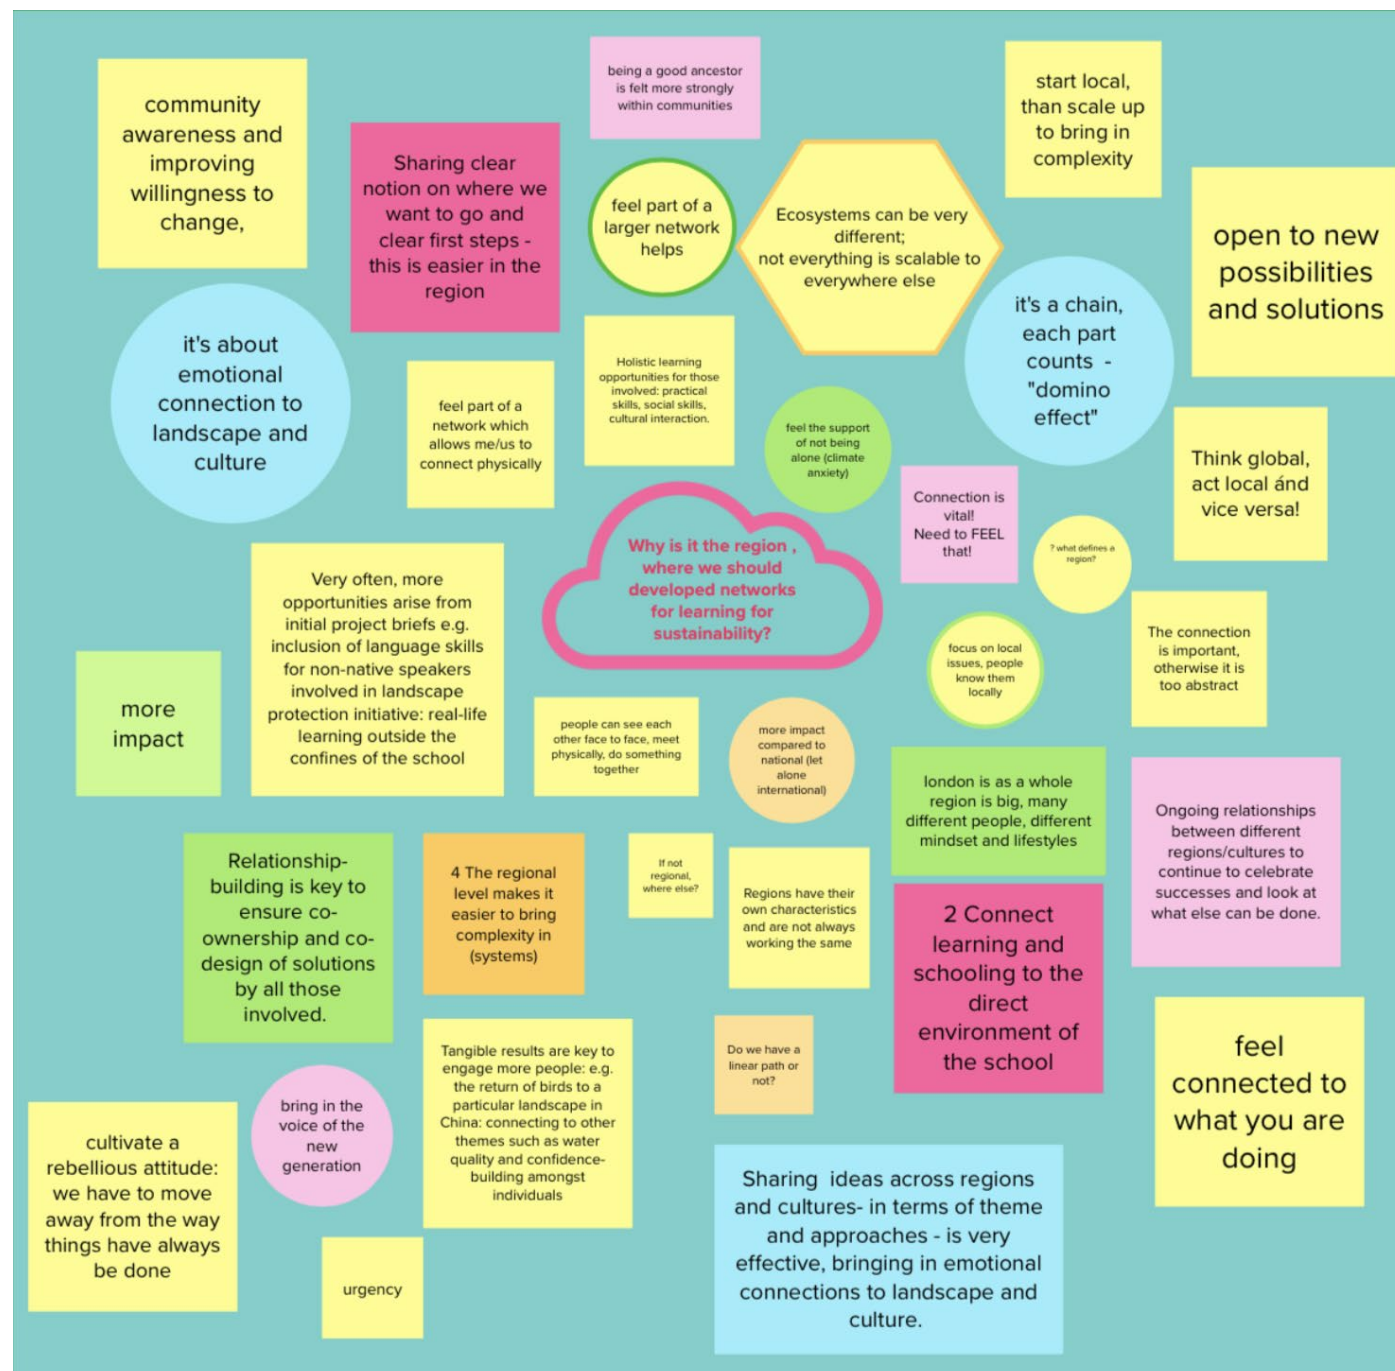 being a good ancestor
is felt more strongly
within communities
start local,
than scale up
to bring in
complexity
community
awareness and
improving
willingness to
change,
Sharing clear
notion on where we
want to go and
clear first steps -
this is easier in the
region
feel part of a
larger network
helps
Ecosystems can be very
different;
not everything is scalable to
everywhere else
open to new
possibilities
and solutions
it's about
emotional
connection to
landscape and
culture
it's a chain,
each part
counts -
"domino
effect"
feel part of a
network which
allows me/us to
connect physically
Holistic learning
opportunities for those
involved: practical
skills, social skills,
cultural interaction.
feel the support
of not being
alone (climate
anxiety)
Think global,
act local ánd
vice versa!
Connection is
vital!
Need to FEEL
that!
? what defines a
region?
Why is it the region ,
where we should
developed networks
for learning for
sustainability?
Very often, more
opportunities arise from
initial project briefs e.g.
inclusion of language skills
for non-native speakers
involved in landscape
protection initiative: real-life
learning outside the
confines of the school
focus on local
issues, people
know them
locally
The connection
is important,
otherwise it is
too abstract
more
impact
people can see each
other face to face, meet
physically, do something
together
more impact
compared to
national (let
alone
international)
london is as a whole
region is big, many
different people, different
mindset and lifestyles
Ongoing relationships
between different
regions/cultures to
continue to celebrate
successes and look at
what else can be done.
Relationship-
building is key to
ensure co-
ownership and co-
design of solutions
by all those
involved.
4 The regional
level makes it
easier to bring
complexity in
(systems)
If not
regional,
where else?
Regions have their
own characteristics
and are not always
working the same
2 Connect
learning and
schooling to the
direct
environment of
the school
feel
connected to
what you are
doing
Tangible results are key to
engage more people: e.g.
the return of birds to a
particular landscape in
China: connecting to other
themes such as water
quality and confidence-
building amongst
individuals
Do we have a
linear path or
not?
bring in the
voice of the
new
generation
cultivate a
rebellious attitude:
we have to move
away from the way
things have always
be done
Sharing ideas across regions
and cultures- in terms of theme
and approaches - is very
effective, bringing in emotional
connections to landscape and
culture.
urgency